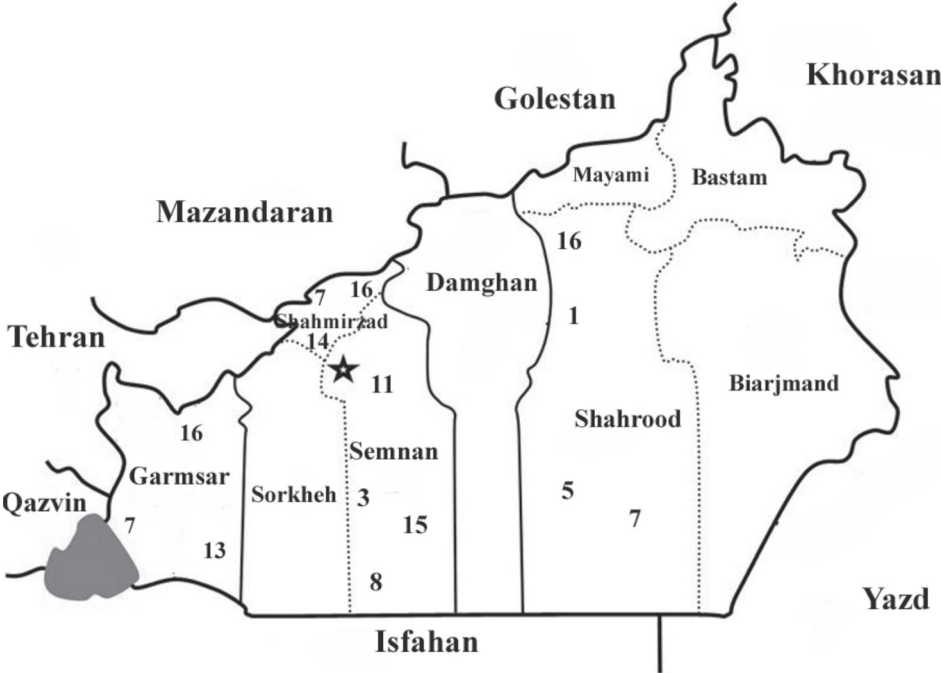 Khorasan
Golestan
Mayami
Bastam
Mazandaran
16
Damghan
7
16
Shahmirzad
1
Tehran
14
11
Biarjmand
Shahrood
16
Semnan
Garmsar
Sorkheh
3
5
Qazvin
7
15
7
13
8
Yazd
Isfahan